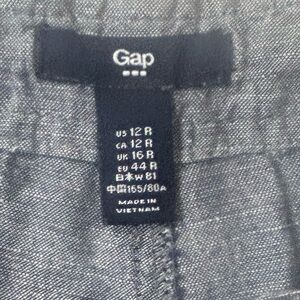 Gap
US 12 R
CA 12 R
UK 16 R
EU 44 R
日本 W 81
中国 165/80A
MADE IN
VIETNAM